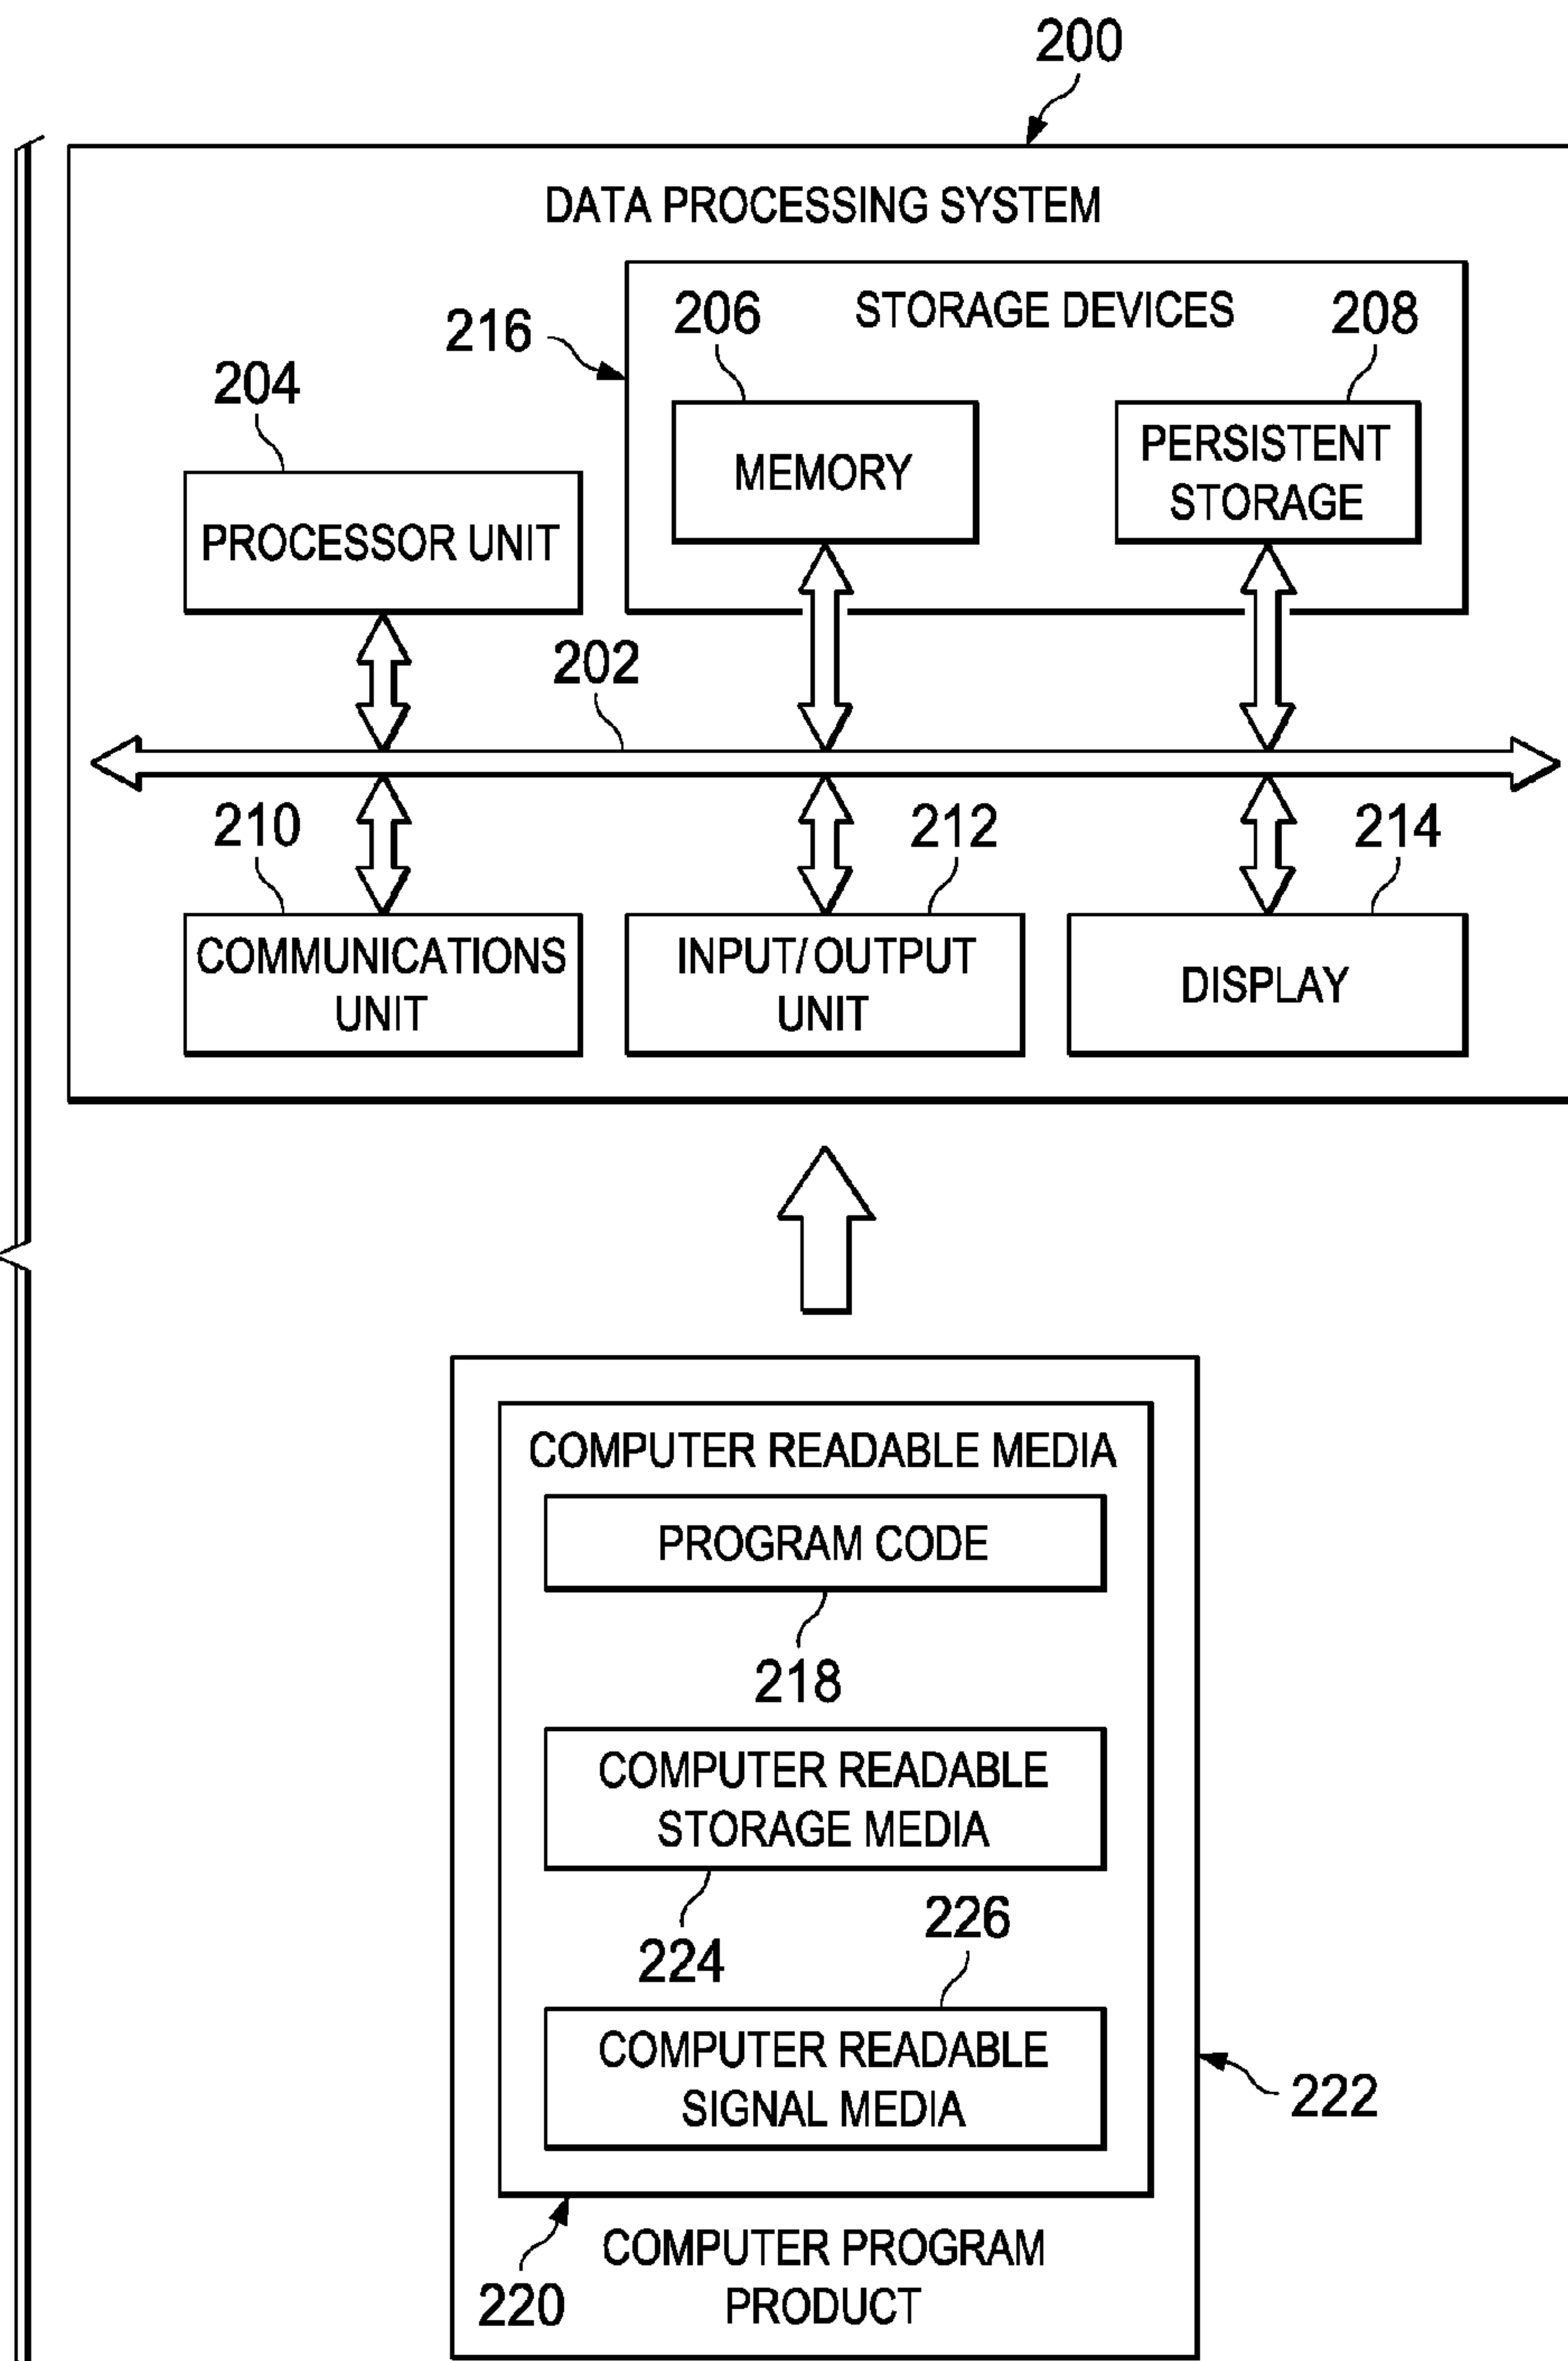 200
DATA PROCESSING SYSTEM
206
STORAGE DEVICES
208
216
204
MEMORY
PERSISTENT
STORAGE
PROCESSOR UNIT
202
210
212
214
COMMUNICATIONS
UNIT
INPUT/OUTPUT
UNIT
DISPLAY
COMPUTER READABLE MEDIA
PROGRAM CODE
218
COMPUTER READABLE
STORAGE MEDIA
224
226
COMPUTER READABLE
SIGNAL MEDIA
222
220
COMPUTER PROGRAM
PRODUCT